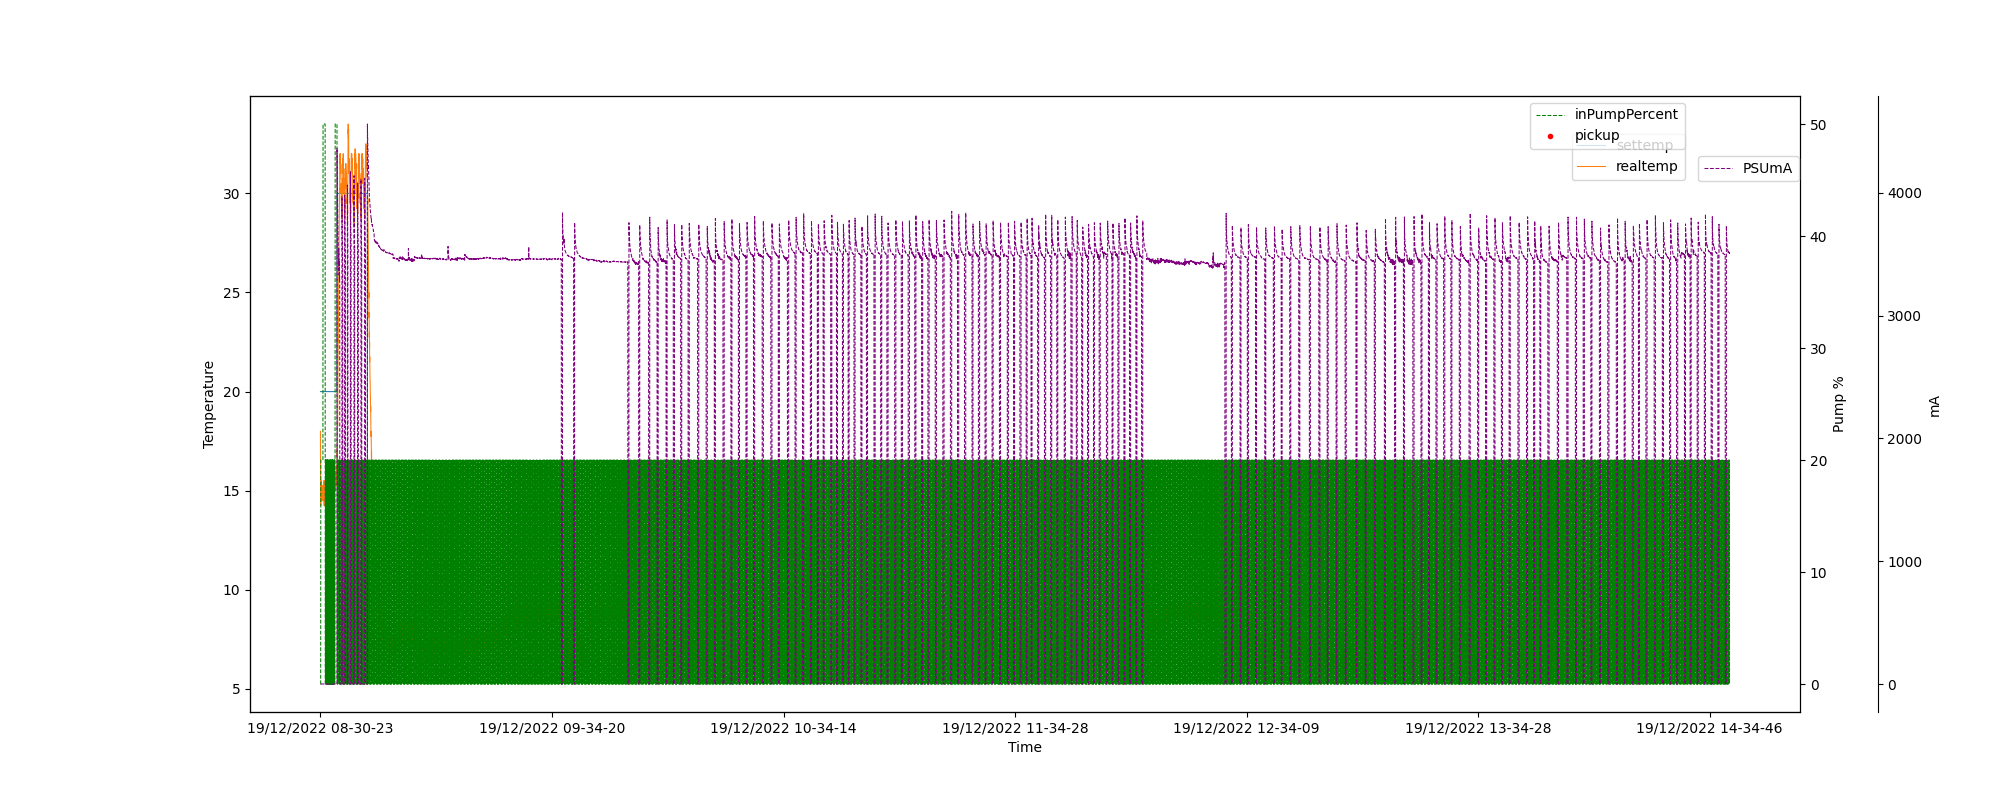 inPumpPercent
pickup
settemp
realtemp
PSUmA
30
25
20
15
10
5
Temperature
50
40
30
20
10
0
Pump %
4000
3000
2000
1000
0
mA
19/12/2022 08-30-23
19/12/2022 09-34-20
19/12/2022 10-34-14
19/12/2022 11-34-28
19/12/2022 12-34-09
19/12/2022 13-34-28
19/12/2022 14-34-46
Time